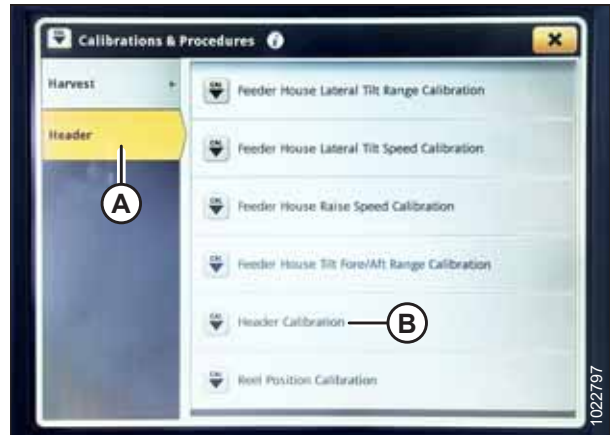 Calibrations & Procedures
Harvest
Header
Feeder House Lateral Tilt Range Calibration
Feeder House Lateral Tilt Speed Calibration
Feeder House Raise Speed Calibration
Feeder House Tilt Fore/Aft Range Calibration
Header Calibration
Reel Position Calibration
A
B
1022797